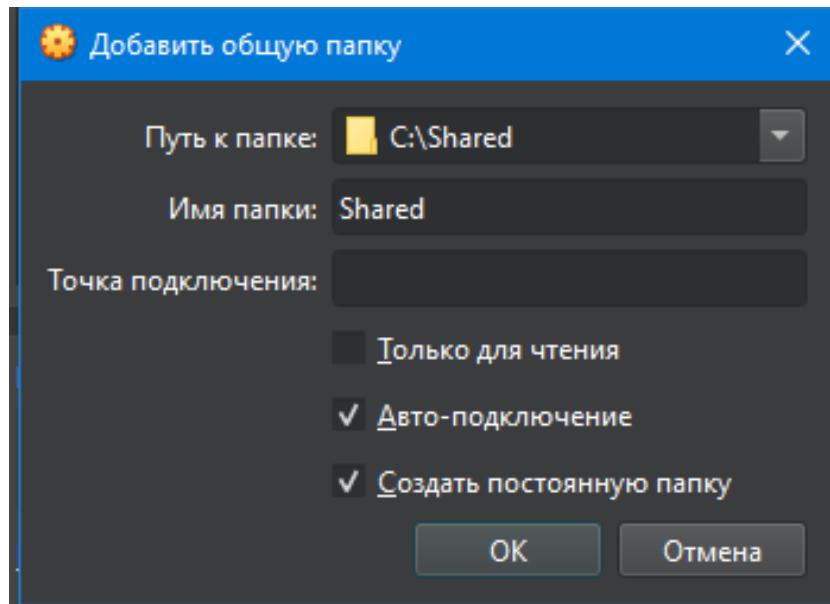 Добавить общую папку
Путь к папке: C:\Shared
Имя папки: Shared
Точка подключения:
Только для чтения
Авто-подключение
Создать постоянную папку
ОК Отмена